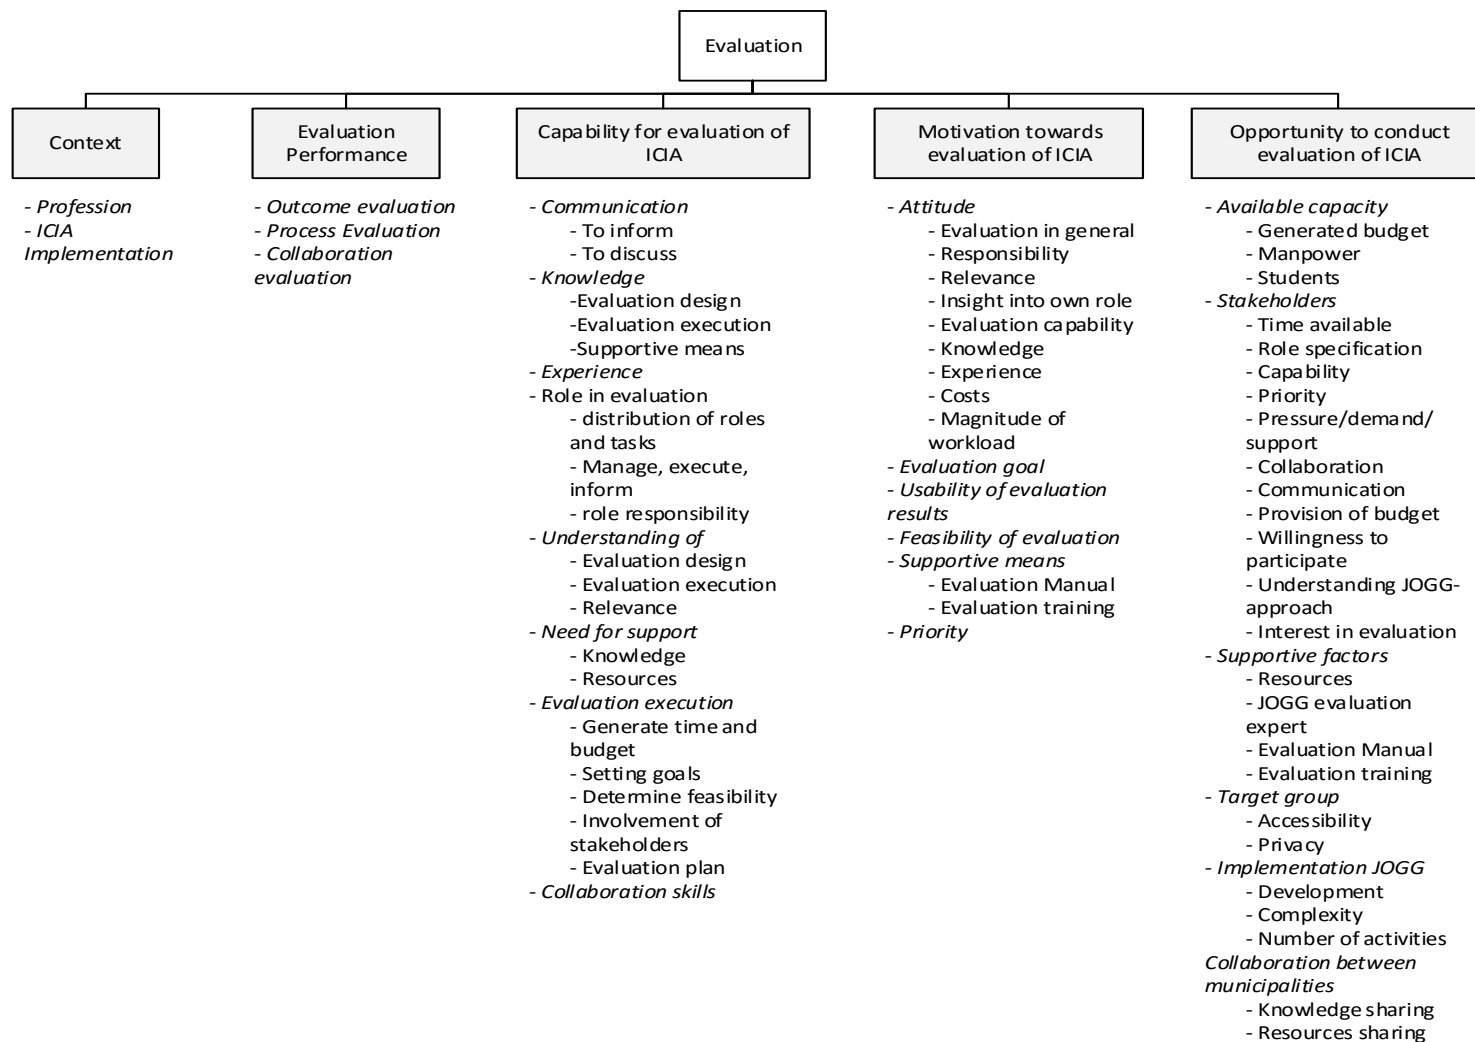 Evaluation
Context
Evaluation
Performance
Capability for evaluation of
ICIA
Motivation towards
evaluation of ICIA
Opportunity to conduct
evaluation of ICIA
- Profession
- ICIA
Implementation
- Outcome evaluation
- Process Evaluation
- Collaboration
evaluation
- Communication
- To inform
- To discuss
- Knowledge
-Evaluation design
-Evaluation execution
-Supportive means
- Experience
- Role in evaluation
- distribution of roles
and tasks
- Manage, execute,
inform
- role responsibility
- Understanding of
- Evaluation design
- Evaluation execution
- Relevance
- Need for support
- Knowledge
- Resources
- Evaluation execution
- Generate time and
budget
- Setting goals
- Determine feasibility
- Involvement of
stakeholders
- Evaluation plan
- Collaboration skills
- Attitude
- Evaluation in general
- Responsibility
- Relevance
- Insight into own role
- Evaluation capability
- Knowledge
- Experience
- Costs
- Magnitude of
workload
- Evaluation goal
- Usability of evaluation
results
- Feasibility of evaluation
- Supportive means
- Evaluation Manual
- Evaluation training
- Priority
- Available capacity
- Generated budget
- Manpower
- Students
- Stakeholders
- Time available
- Role specification
- Capability
- Priority
- Pressure/demand/
support
- Collaboration
- Communication
- Provision of budget
- Willingness to
participate
- Understanding JOGG-
approach
- Interest in evaluation
- Supportive factors
- Resources
- JOGG evaluation
expert
- Evaluation Manual
- Evaluation training
- Target group
- Accessibility
- Privacy
- Implementation JOGG
- Development
- Complexity
- Number of activities
Collaboration between
municipalities
- Knowledge sharing
- Resources sharing